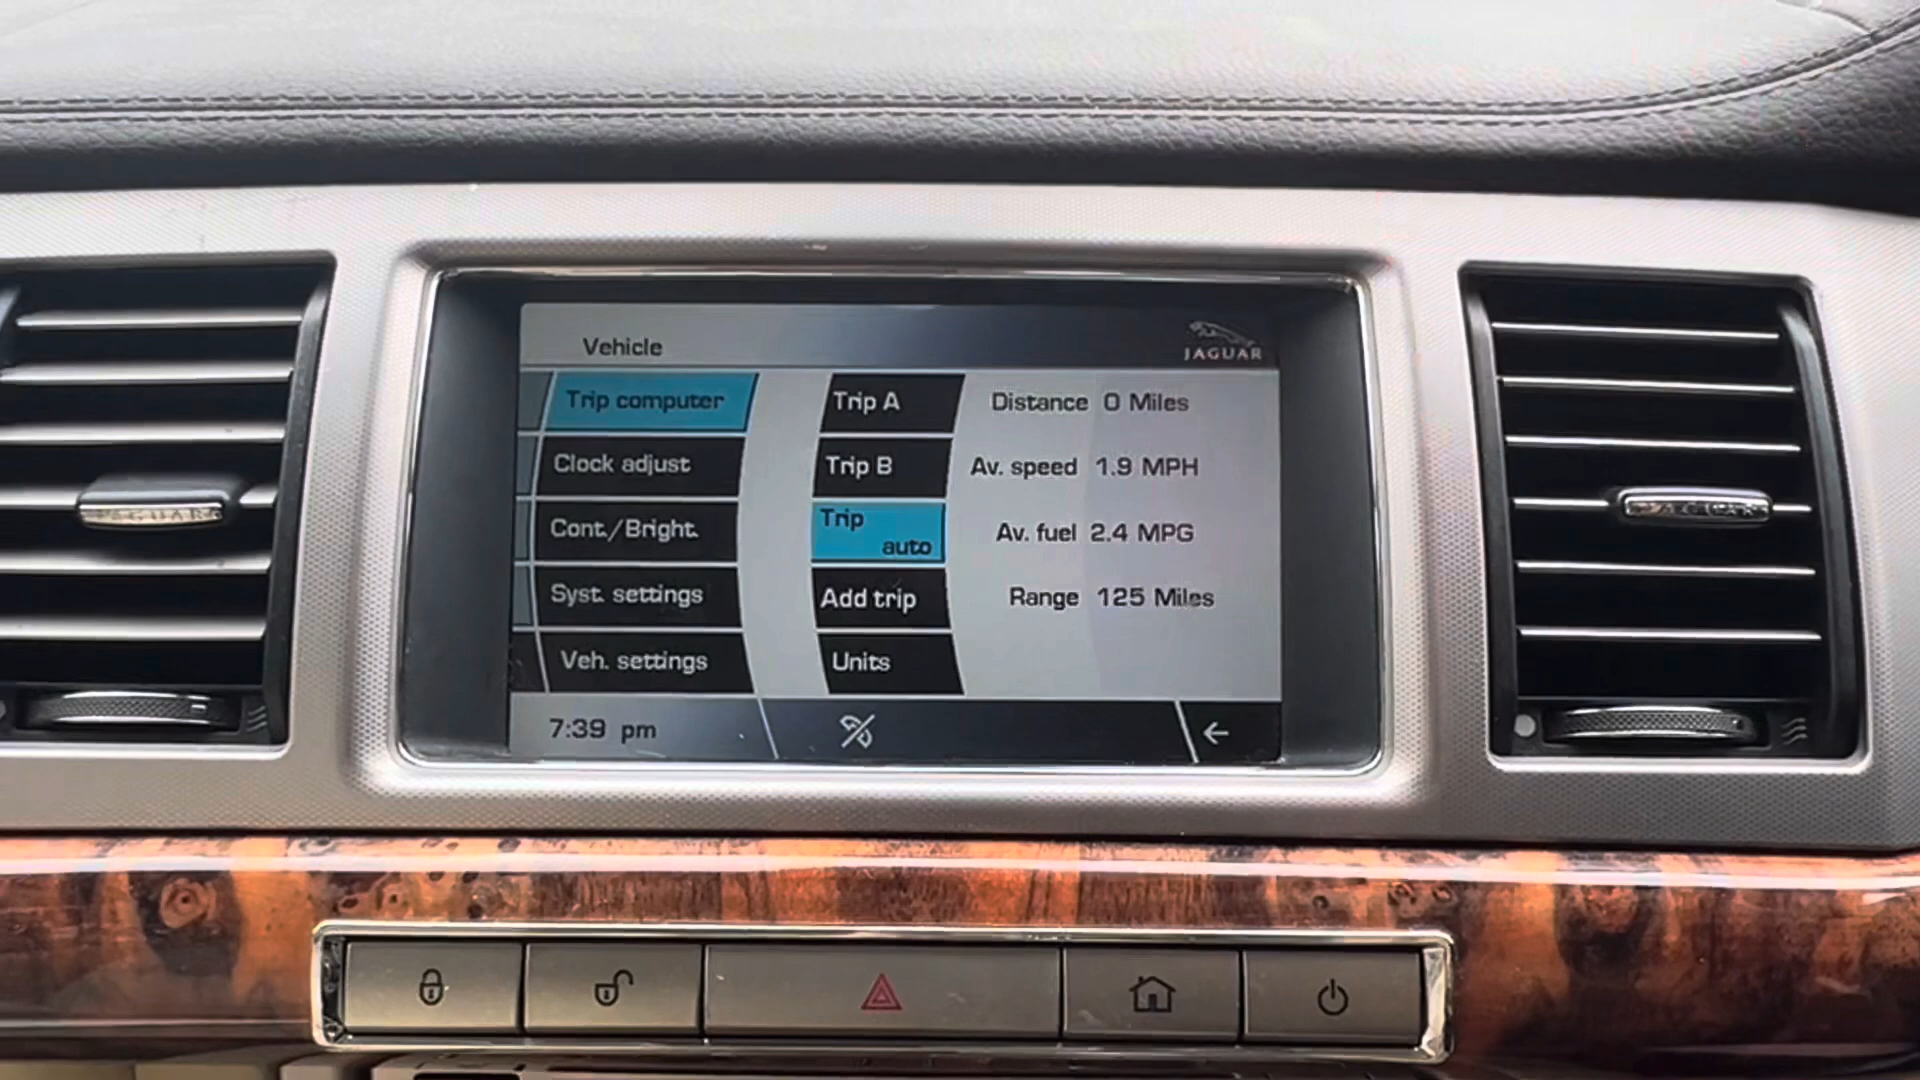 Vehicle
JAGUAR
Trip computer
Clock adjust
Cont./Bright.
Syst. settings
Veh. settings
Trip A
Trip B
Trip
auto
Add trip
Units
Distance 0 Miles
Av. speed 1.9 MPH
Av. fuel 2.4 MPG
Range 125 Miles
7:39 pm
JAGUAR
JAGUAR